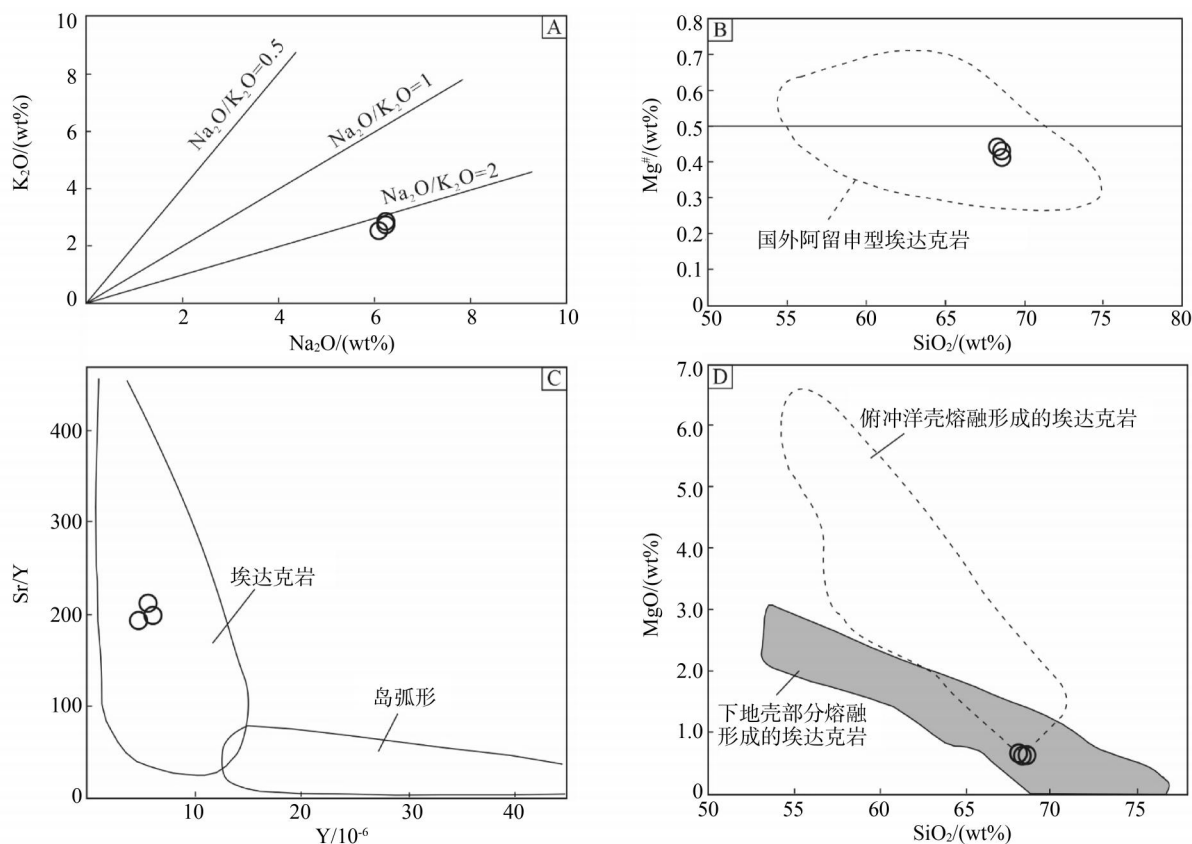 A
10
8
6
4
2
0
K₂O/(wt%)
Na₂O/K₂O=0.5
Na₂O/K₂O=1
Na₂O/K₂O=2
2
4
6
8
10
Na₂O/(wt%)
B
0.8
0.7
0.6
0.5
0.4
0.3
0.2
0.1
0
Mg#/(wt%)
国外阿留申型埃达克岩
50
55
60
65
70
75
80
SiO₂/(wt%)
C
400
300
200
100
0
Sr/Y
埃达克岩
岛弧形
10
20
30
40
Y/10⁻⁶
D
7.0
6.0
5.0
4.0
3.0
2.0
1.0
0
MgO/(wt%)
俯冲洋壳熔融形成的埃达克岩
下地壳部分熔融
形成的埃达克岩
50
55
60
65
70
75
SiO₂/(wt%)